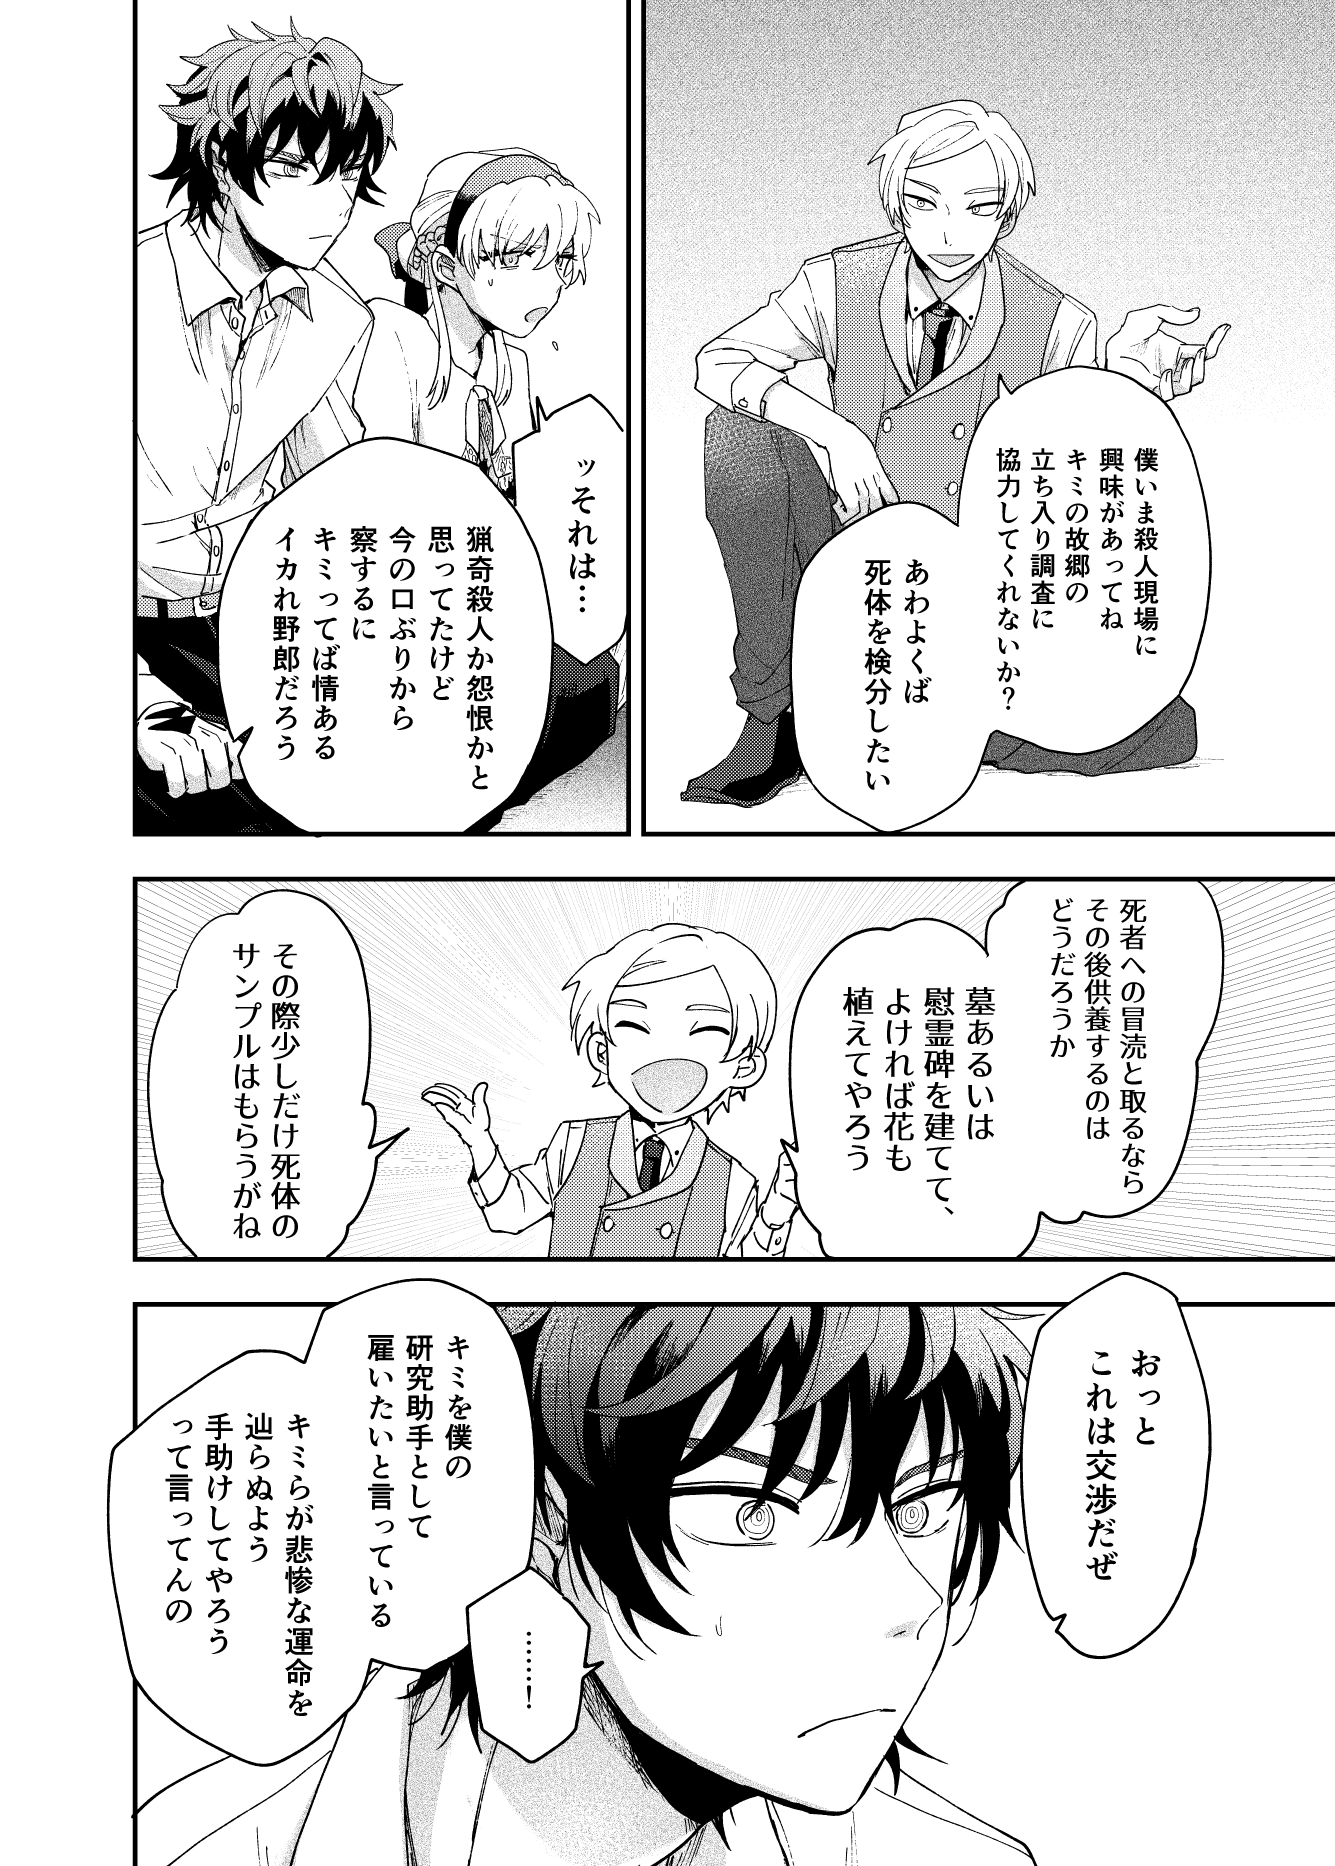 僕いま殺人現場に
興味があってね
キミの故郷の
立ち入り調査に
協力してくれないか?
あわよくば
死体を検分したい
ッそれは…
猟奇殺人か怨恨かと
思ってたけど
今の口ぶりから
察するに
キミってば情ある
イカれ野郎だろう
死者への冒涜と取るなら
その後供養するのは
どうだろうか
墓あるいは
慰霊碑を建てて、
よければ花も
植えてやろう
その際少しだけ死体の
サンプルはもらうがね
おっと
これは交渉だぜ
キミを僕の
研究助手として
雇いたいと言っている
キミらが悲惨な運命を
辿らぬよう
手助けしてやろう
って言ってんの
……!